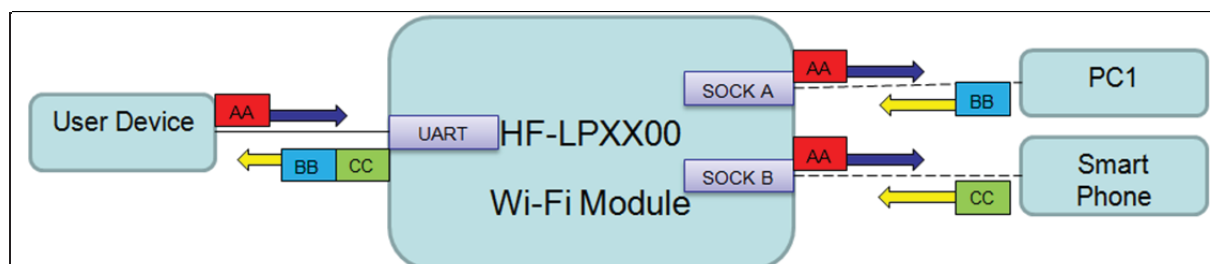 User Device
AA
BB CC
UART
HF-LPXX00
Wi-Fi Module
SOCK A
AA
BB
PC1
SOCK B
AA
CC
Smart
Phone